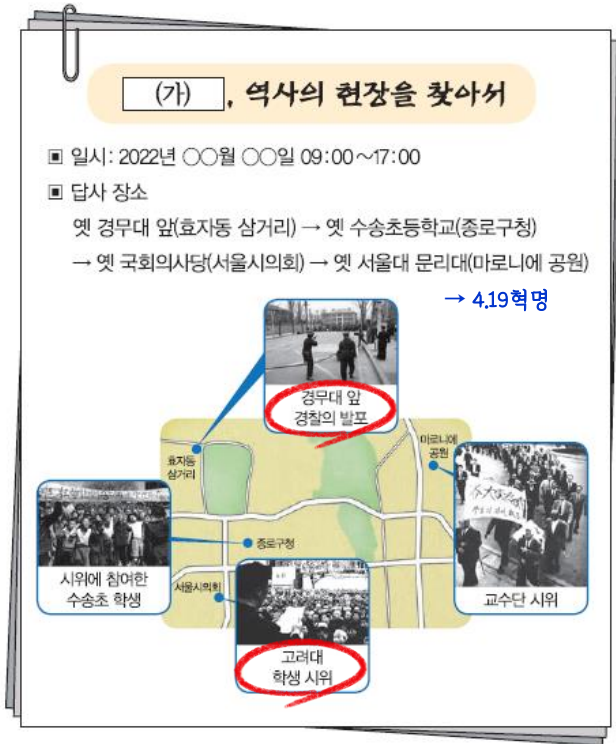 (가) , 역사의 현장을 찾아서
▣ 일시: 2022년 ○○월 ○○일 09:00~17:00
▣ 답사 장소
옛 경무대 앞(효자동 삼거리) → 옛 수송초등학교(종로구청)
→ 옛 국회의사당(서울시의회) → 옛 서울대 문리대(마로니에 공원)
→ 4.19혁명
경무대 앞
경찰의 발포
마로니에
공원
효자동
삼거리
종로구청
시위에 참여한
수송초 학생
서울시의회
교수단 시위
고려대
학생 시위